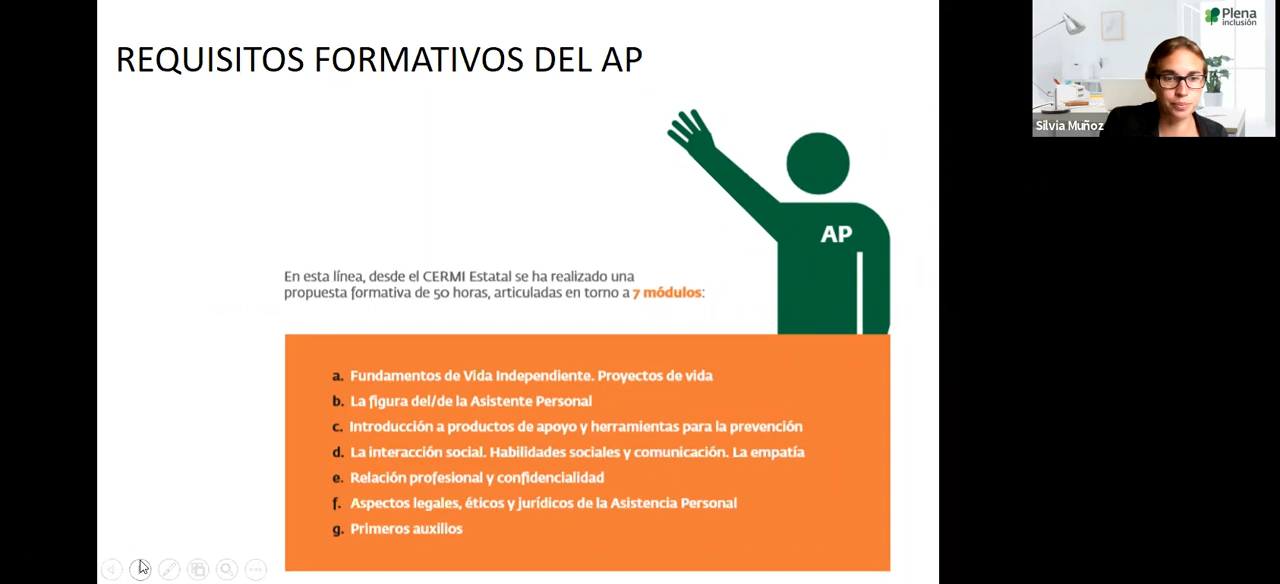 REQUISITOS FORMATIVOS DEL AP
Plena
inclusión
Silvia Muñoz
AP
En esta línea, desde el CERMI Estatal se ha realizado una
propuesta formativa de 50 horas, articuladas en torno a 7 módulos:
a. Fundamentos de Vida Independiente. Proyectos de vida
b. La figura del/de la Asistente Personal
c. Introducción a productos de apoyo y herramientas para la prevención
d. La interacción social. Habilidades sociales y comunicación. La empatía
e. Relación profesional y confidencialidad
f. Aspectos legales, éticos y jurídicos de la Asistencia Personal
g. Primeros auxilios